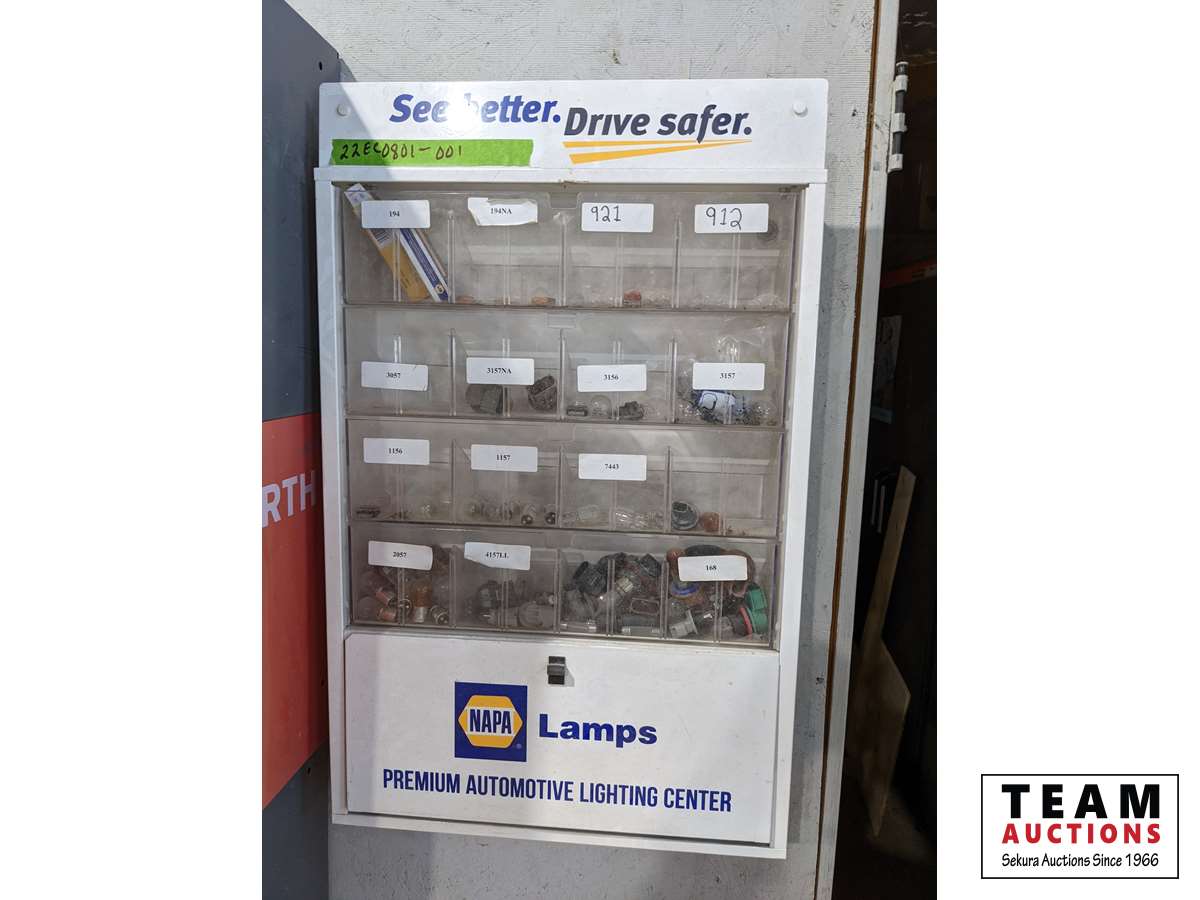 See better. Drive safer.
22EC0801-001
194 194NA 921 912
3057 3157NA 3156 3157
1156 1157 7443
2057 4157LL 168
RTH
NAPA Lamps
PREMIUM AUTOMOTIVE LIGHTING CENTER
TEAM
AUCTIONS
Sekura Auctions Since 1966